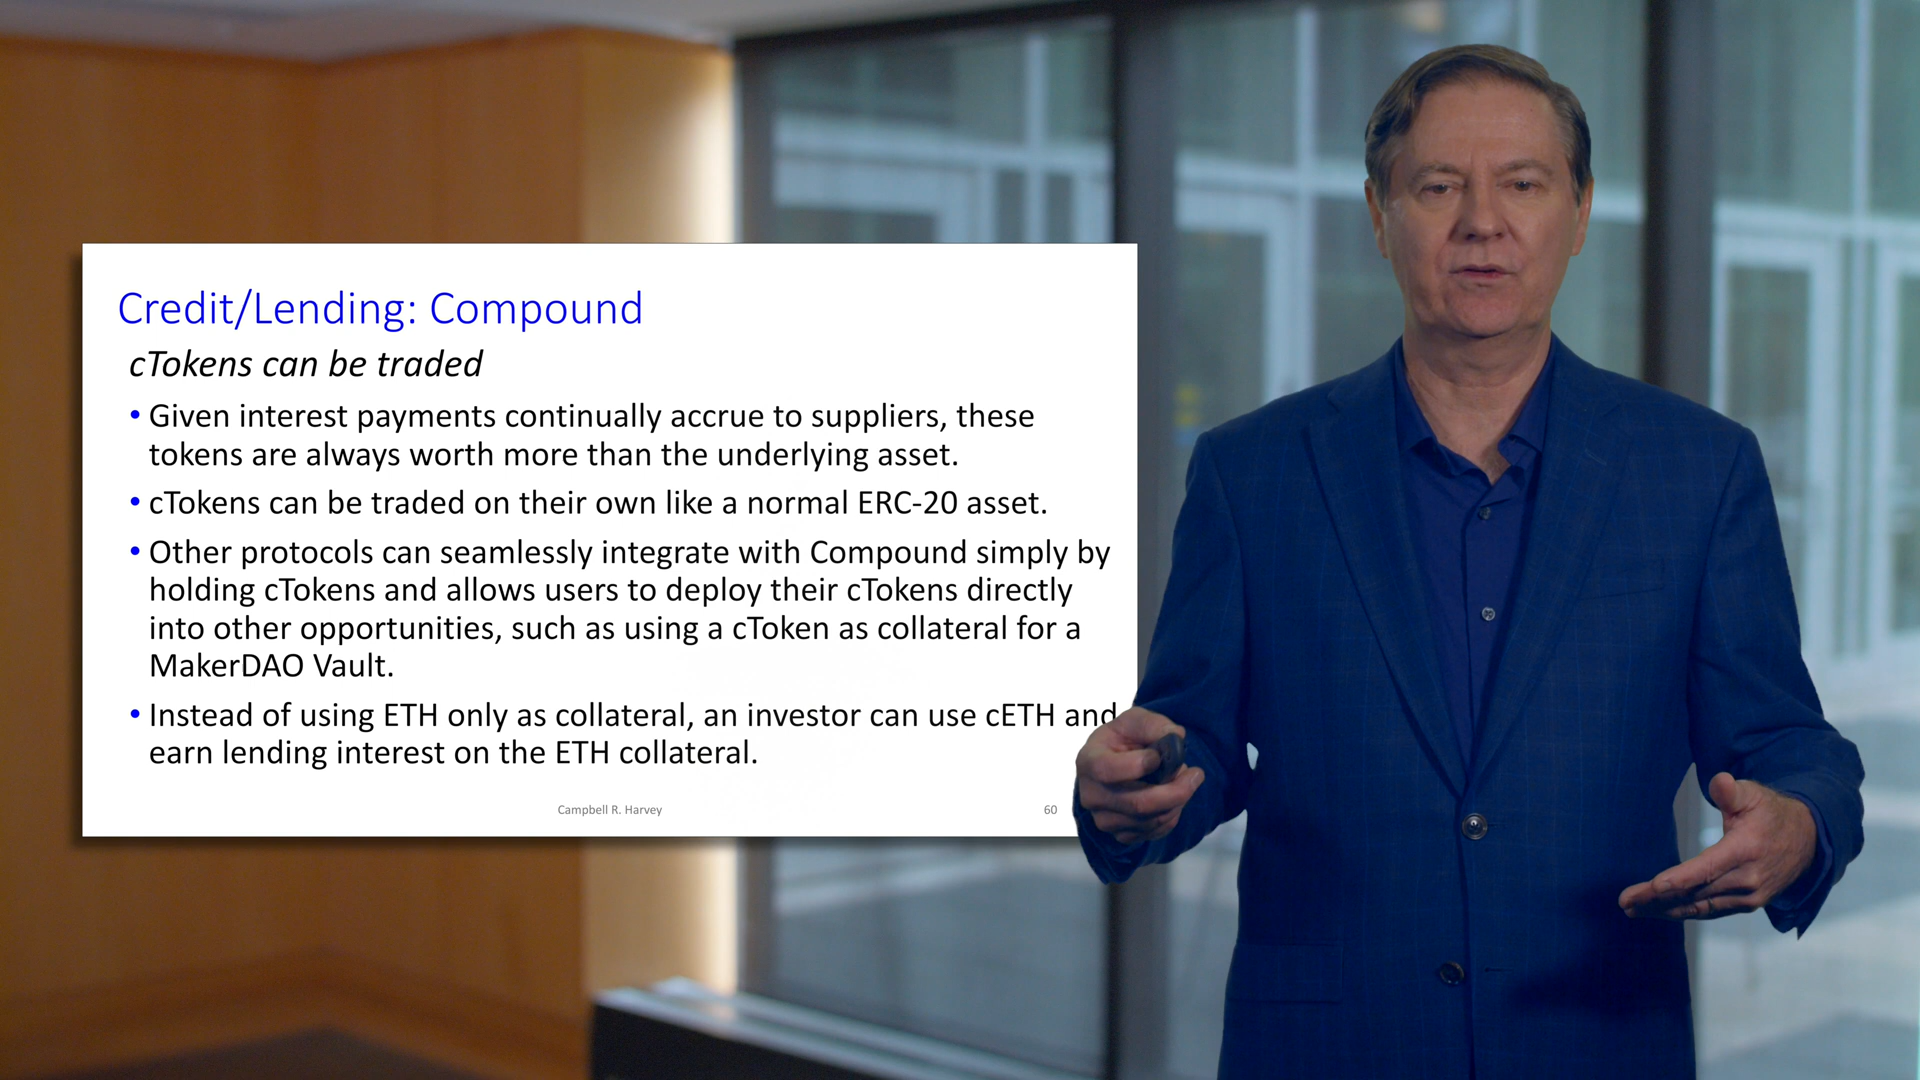 Credit/Lending: Compound
cTokens can be traded
• Given interest payments continually accrue to suppliers, these
tokens are always worth more than the underlying asset.
• cTokens can be traded on their own like a normal ERC-20 asset.
• Other protocols can seamlessly integrate with Compound simply by
holding cTokens and allows users to deploy their cTokens directly
into other opportunities, such as using a cToken as collateral for a
MakerDAO Vault.
• Instead of using ETH only as collateral, an investor can use cETH and
earn lending interest on the ETH collateral.
Campbell R. Harvey
60